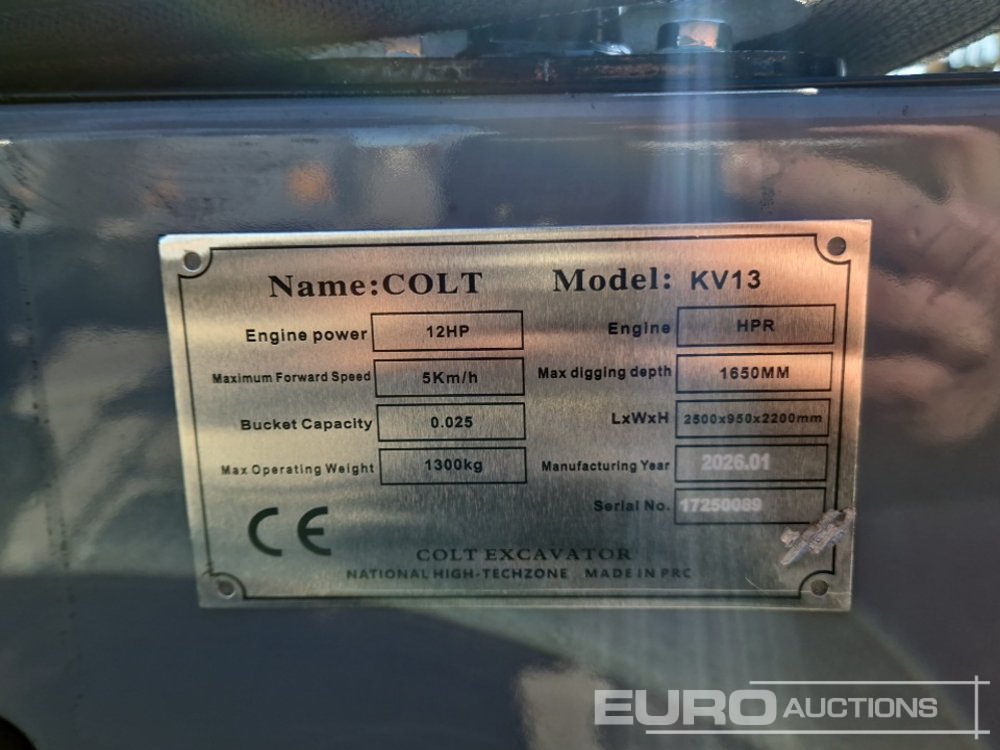 Name:COLT Model: KV13
Engine power 12HP Engine HPR
Maximum Forward Speed 5Km/h Max digging depth 1650MM
Bucket Capacity 0.025 LxWxH 2500x950x2200mm
Max Operating Weight 1300kg Manufacturing Year 2026.01
Serial No. 17250089
CE
COLT EXCAVATOR
NATIONAL HIGH-TECHZONE MADE IN PRC
EURO AUCTIONS